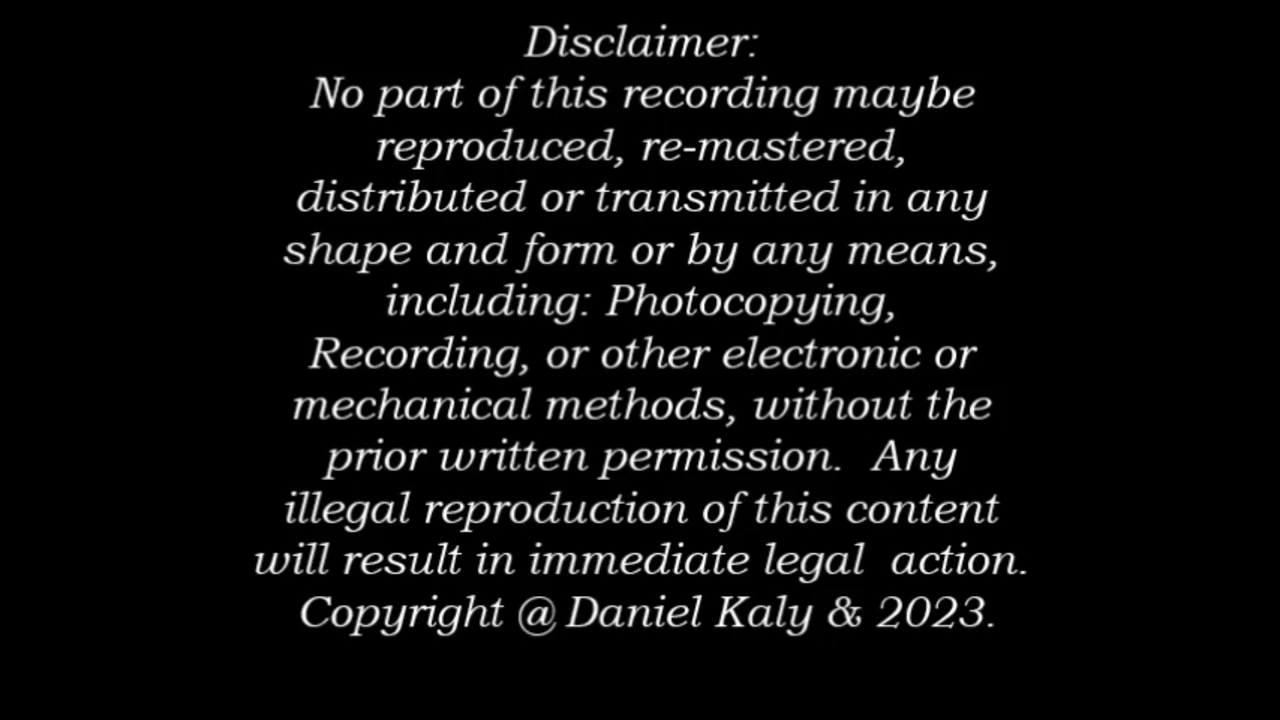 Disclaimer:
No part of this recording maybe
reproduced, re-mastered,
distributed or transmitted in any
shape and form or by any means,
including: Photocopying,
Recording, or other electronic or
mechanical methods, without the
prior written permission.  Any
illegal reproduction of this content
will result in immediate legal  action.
Copyright @ Daniel Kaly & 2023.